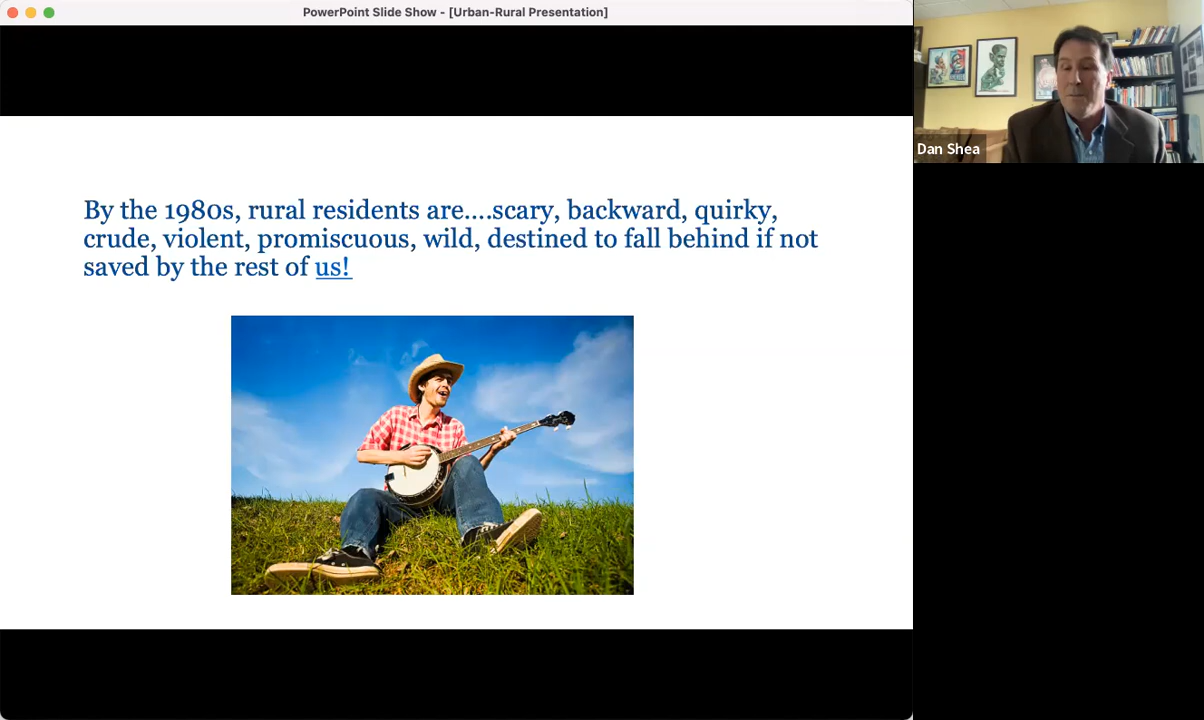 PowerPoint Slide Show - [Urban-Rural Presentation]
Dan Shea
By the 1980s, rural residents are....scary, backward, quirky,
crude, violent, promiscuous, wild, destined to fall behind if not
saved by the rest of us!